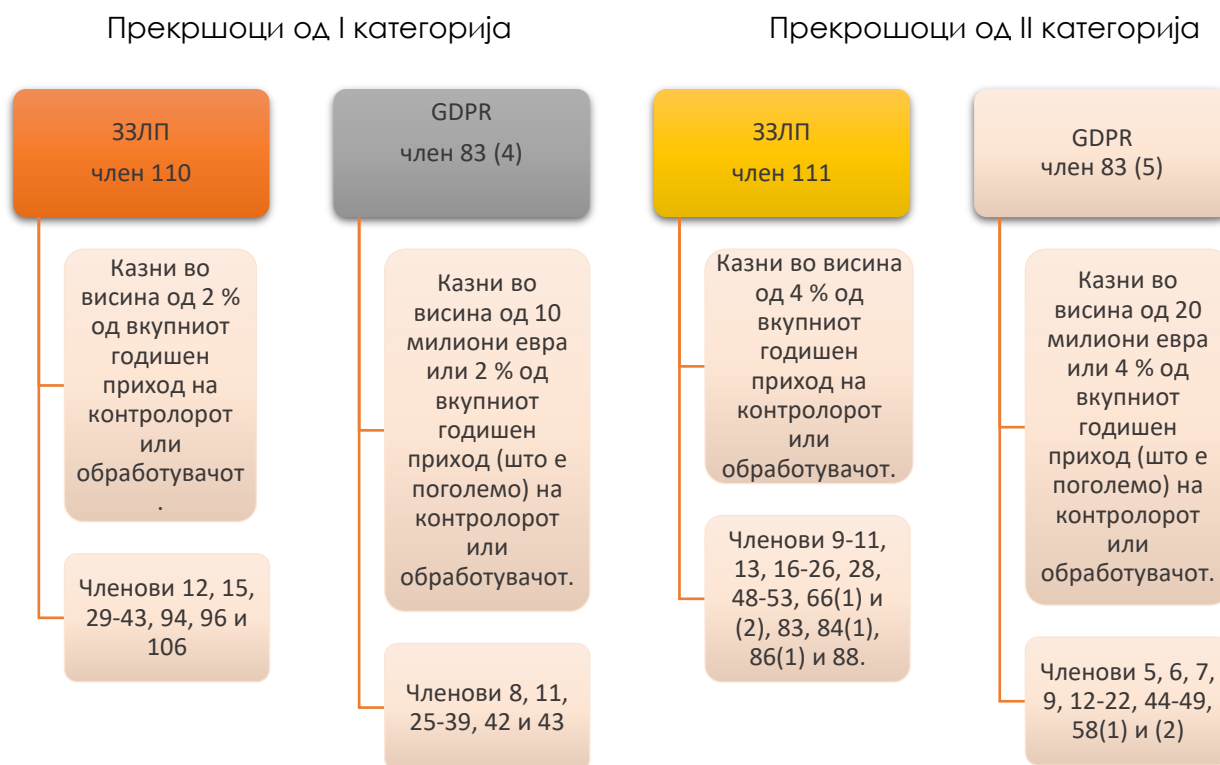 Прекршоци од I категорија
Прекрошоци од II категорија
ЗЗЛП
член 110
Казни во
висина од 2 %
од вкупниот
годишен
приход на
контролорот
или
обработувачот
.
Членови 12, 15,
29-43, 94, 96 и
106
GDPR
член 83 (4)
Казни во
висина од 10
милиони евра
или 2 % од
вкупниот
годишен
приход (што е
поголемо) на
контролорот
или
обработувачот.
Членови 8, 11,
25-39, 42 и 43
ЗЗЛП
член 111
Казни во висина
од 4 % од
вкупниот
годишен
приход на
контролорот
или
обработувачот.
Членови 9-11,
13, 16-26, 28,
48-53, 66(1) и
(2), 83, 84(1),
86(1) и 88.
GDPR
член 83 (5)
Казни во
висина од 20
милиони евра
или 4 % од
вкупниот
годишен
приход (што е
поголемо) на
контролорот
или
обработувачот.
Членови 5, 6, 7,
9, 12-22, 44-49,
58(1) и (2)